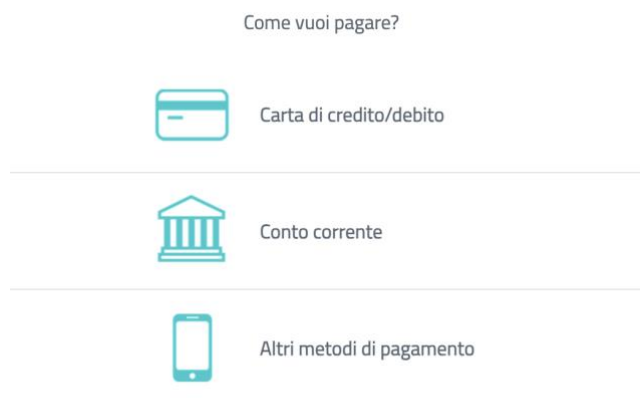 Come vuoi pagare?
Carta di credito/debito
Conto corrente
Altri metodi di pagamento